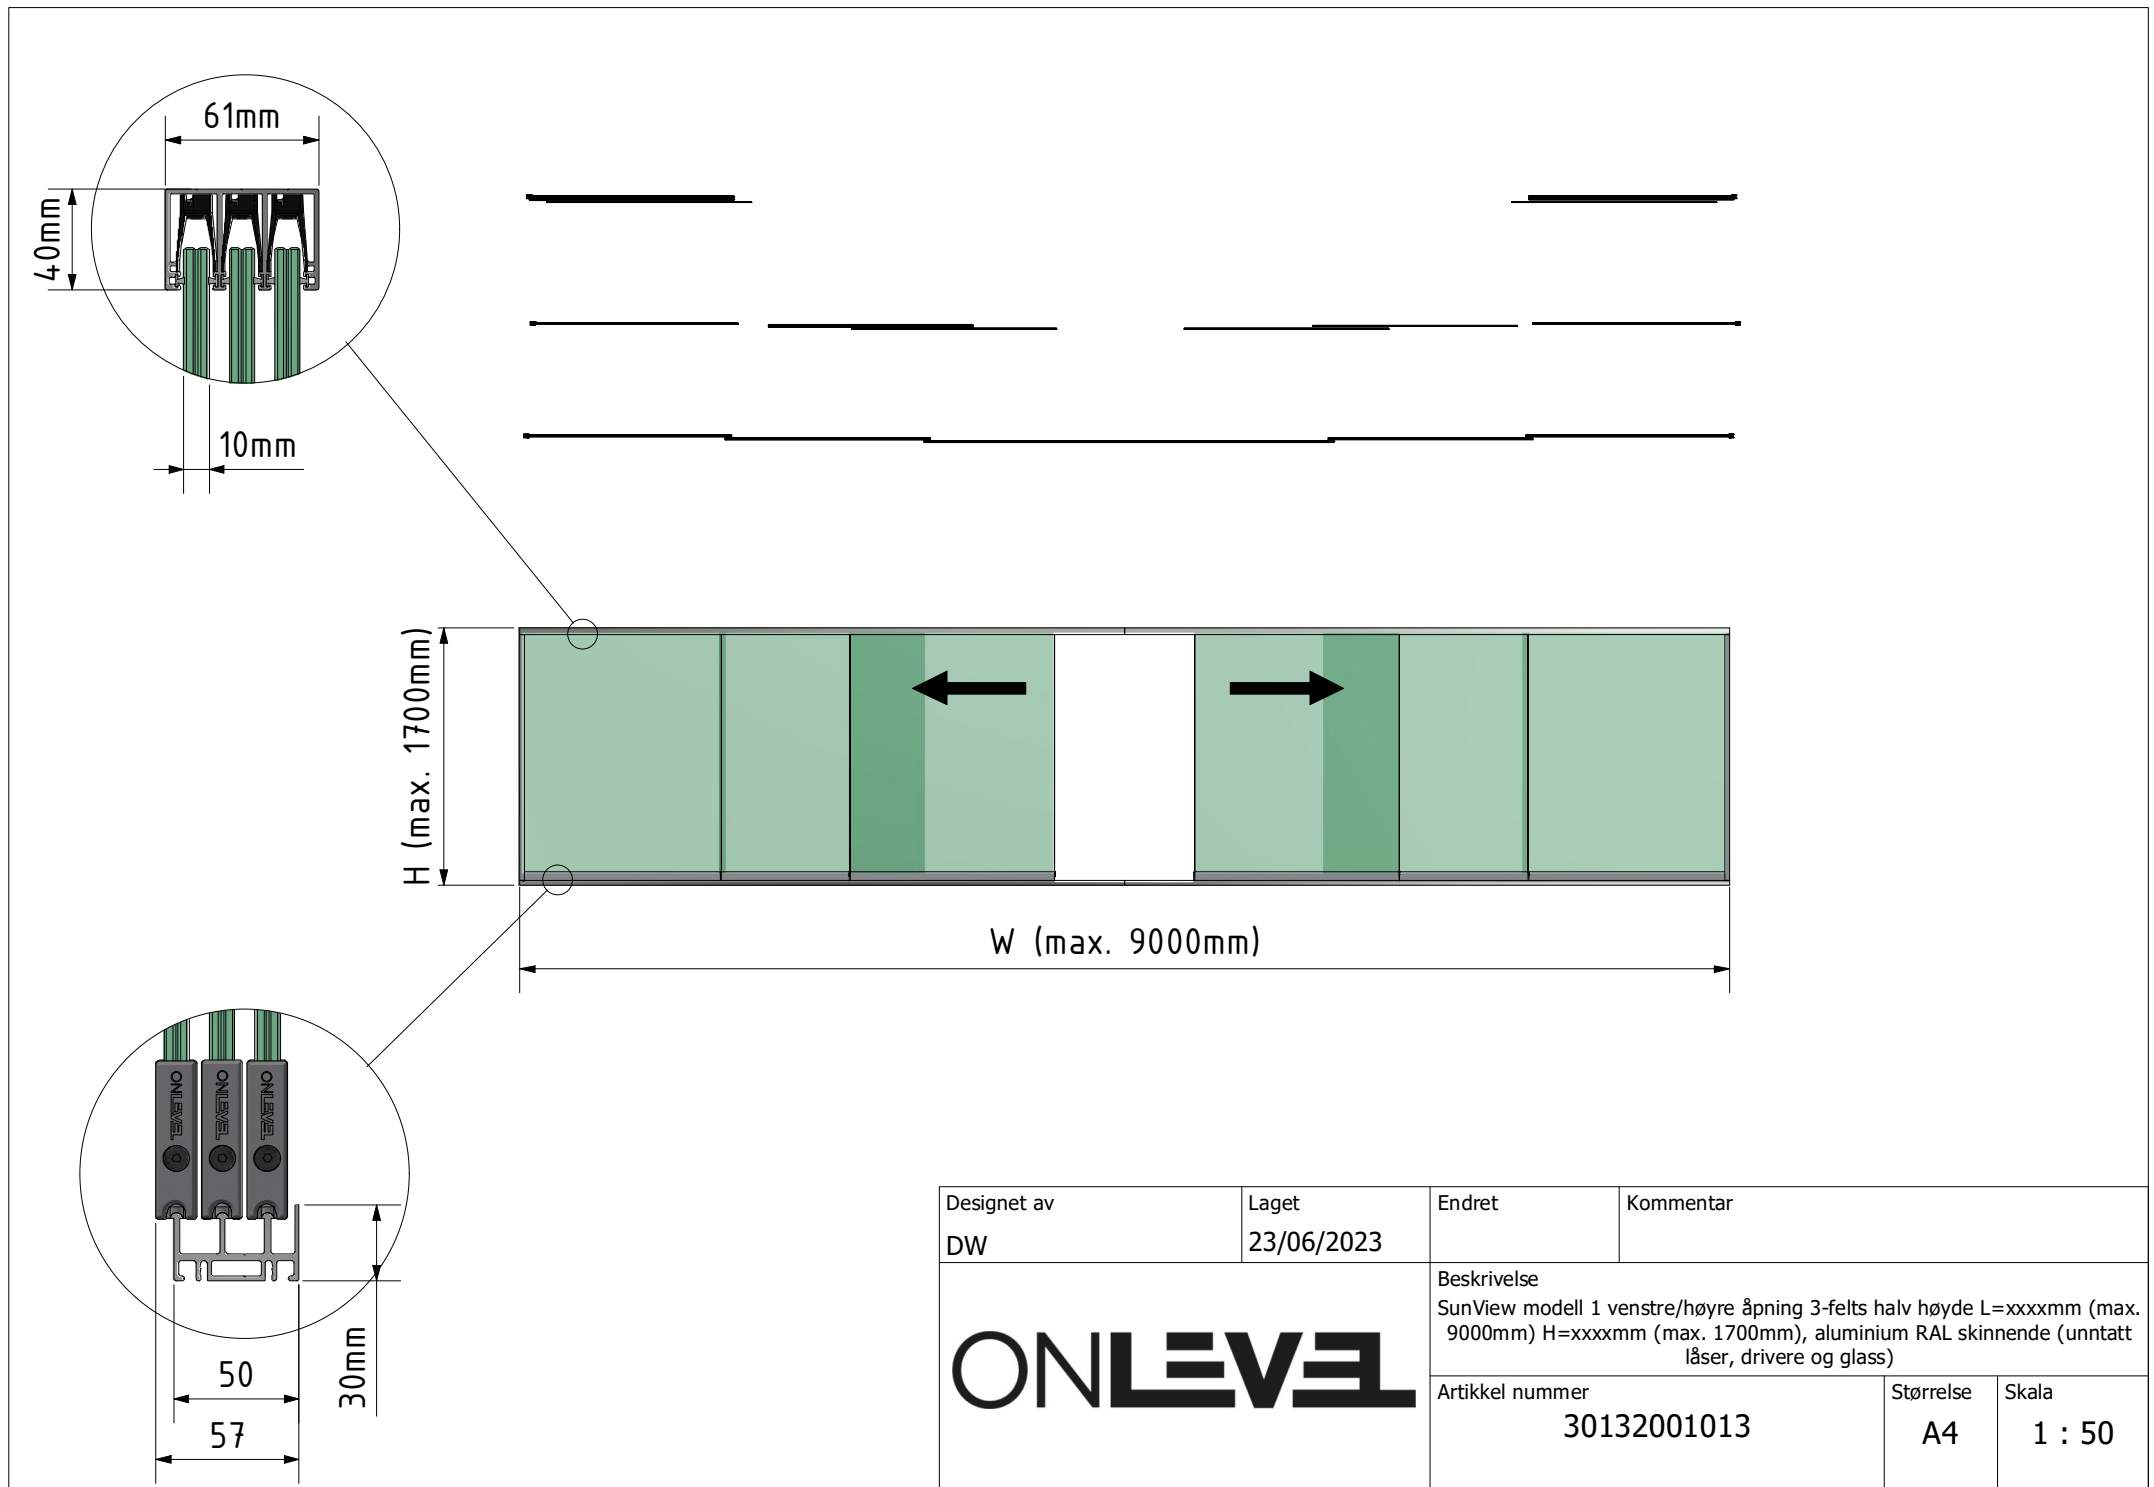 61mm
40mm
10mm
H (max. 1700mm)
W (max. 9000mm)
ONLEVEL
ONLEVEL
ONLEVEL
30mm
50
57
Designet av
DW
Laget
23/06/2023
Endret
Kommentar
ONLEVEL
Beskrivelse
SunView modell 1 venstre/høyre åpning 3-felts halv høyde L=xxxxmm (max.
9000mm) H=xxxxmm (max. 1700mm), aluminium RAL skinnende (unntatt
låser, drivere og glass)
Artikkel nummer
30132001013
Størrelse
A4
Skala
1 : 50